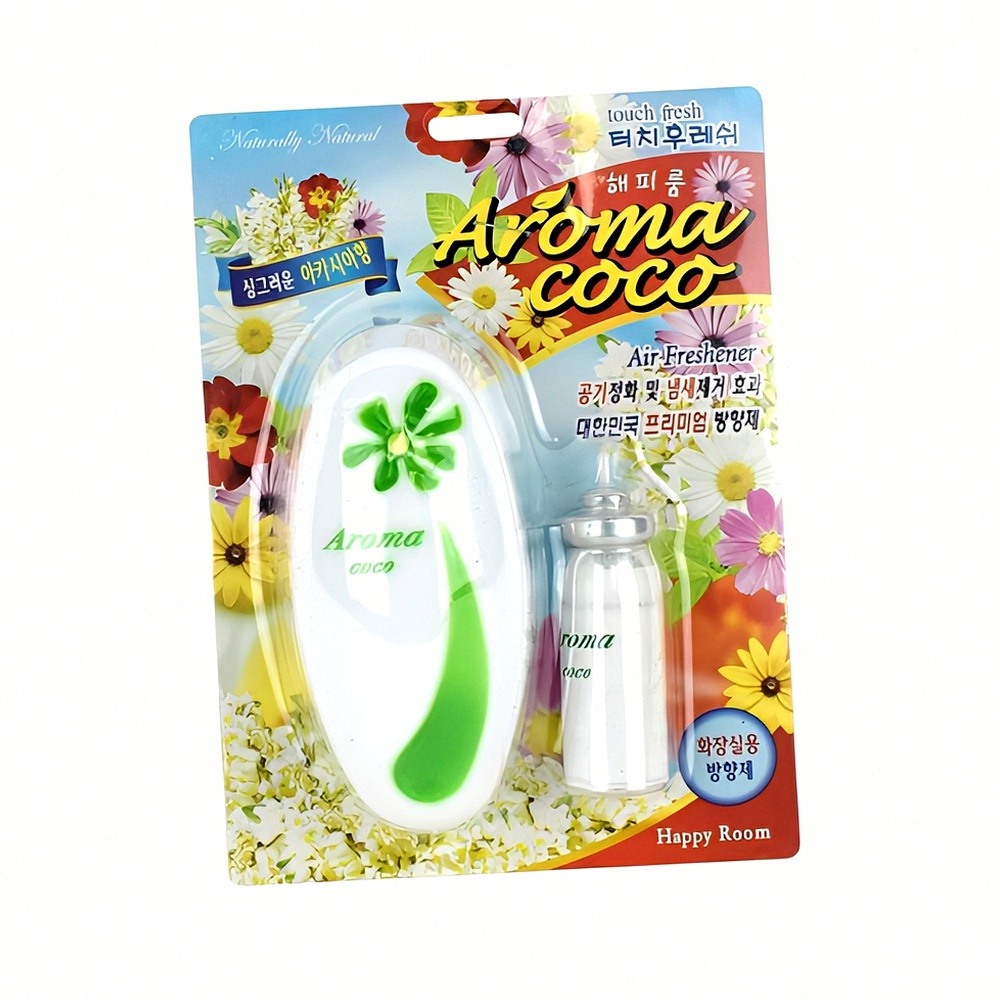 Naturally Natural
touch fresh
터치후레쉬
해피룸
Aroma
coco
싱그러운 아카시아향
Air Freshener
공기정화 및 냄새제거 효과
대한민국 프리미엄 방향제
Aroma
coco
roma
coco
화장실용
방향제
Happy Room